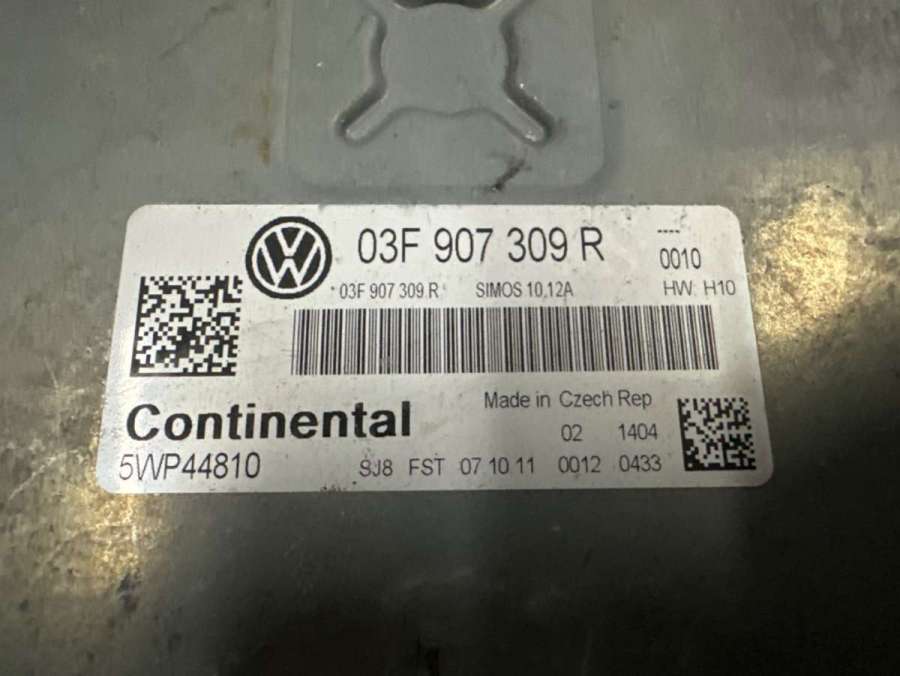 03F 907 309 R ----
0010
*03F 907 309 R* SIMOS 10.12A HW: H10
Continental Made in Czech Rep
02 1404
5WP44810 SJ8 FST 07 10 11 0012 0433